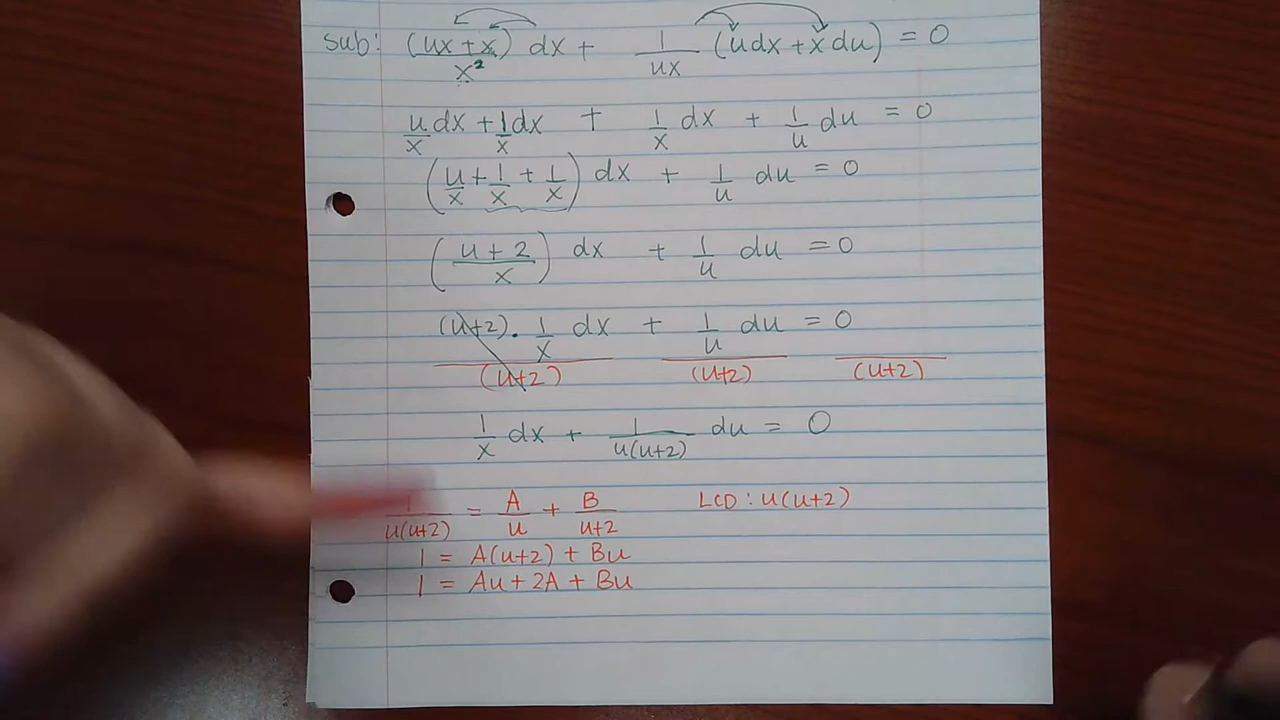 sub: (ux+x)/x² dx + 1/ux (udx + xdu) = 0
u/x dx + 1/x dx + 1/x dx + 1/u du = 0
(u/x + 1/x + 1/x) dx + 1/u du = 0
((u+2)/x) dx + 1/u du = 0
(u+2) · 1/x dx + 1/u du = 0
(u+2) (u+2) (u+2)
1/x dx + 1/u(u+2) du = 0
1/u(u+2) = A/u + B/u+2 LCD : u(u+2)
1 = A(u+2) + Bu
1 = Au + 2A + Bu